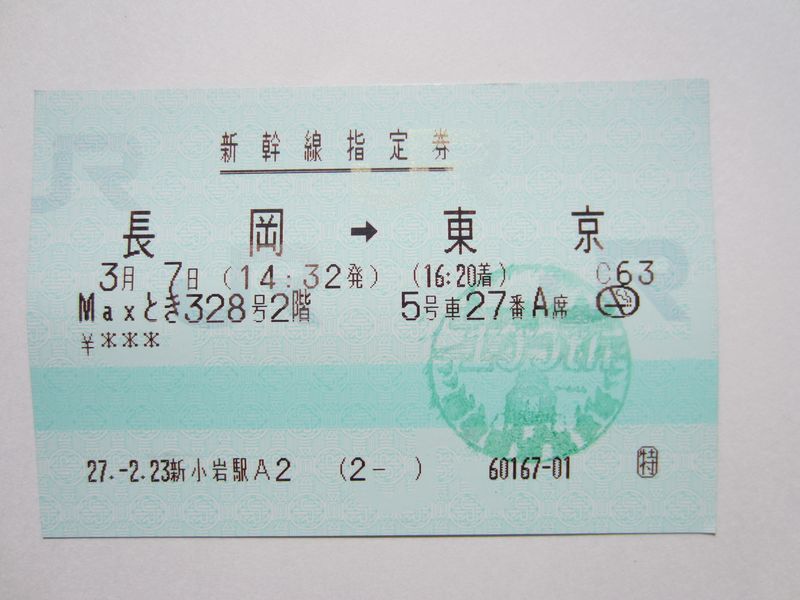 新幹線指定券
長岡 → 東京
3月 7日 (14:32発) (16:20着) C63
Maxとき328号2階 5号車27番A席
¥***
27.-2.23新小岩駅A2 (2- ) 60167-01 特